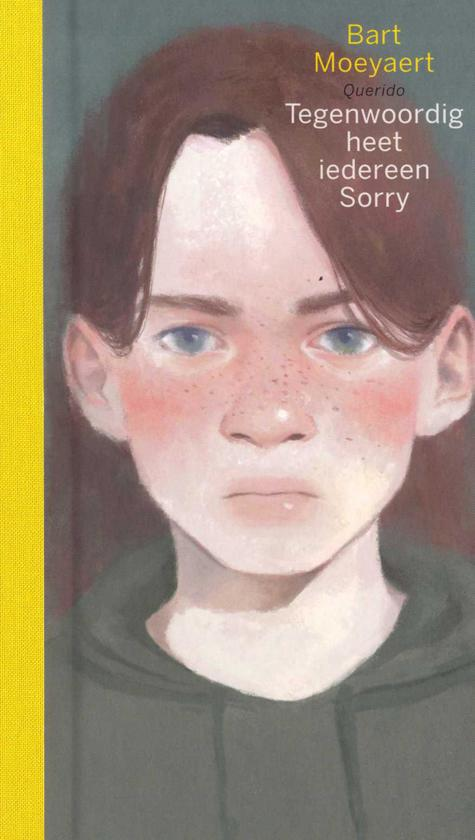 Bart
Moeyaert
Querido
Tegenwoordig
heet
iedereen
Sorry